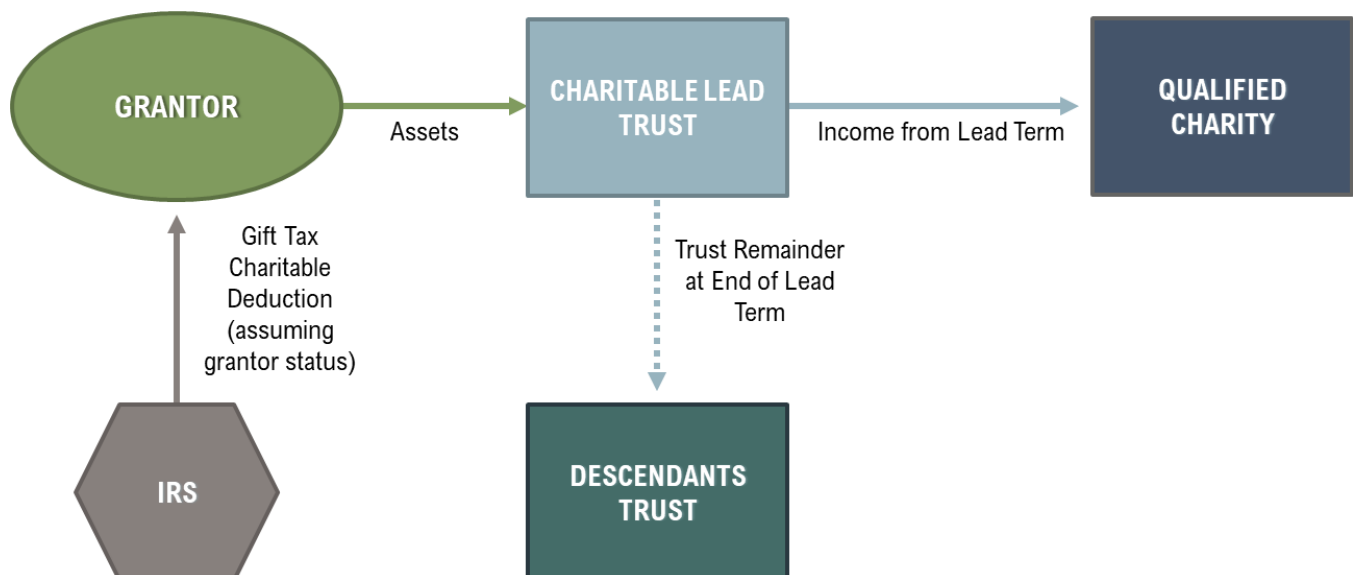 GRANTOR
Assets
CHARITABLE LEAD
TRUST
Income from Lead Term
QUALIFIED
CHARITY
Gift Tax
Charitable
Deduction
(assuming
grantor status)
Trust Remainder
at End of Lead
Term
IRS
DESCENDANTS
TRUST